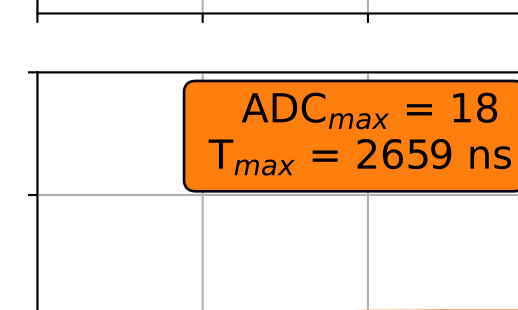 ADCmax = 18
Tmax = 2659 ns